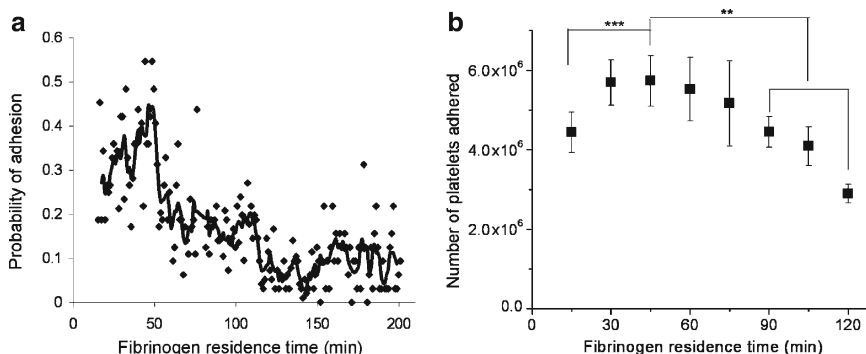 a
0.6
0.5
0.4
0.3
0.2
0.1
0
Probability of adhesion
0 50 100 150 200
Fibrinogen residence time (min)
b
*** **
6.0x10⁶
4.0x10⁶
2.0x10⁶
0.0
Number of platelets adhered
0 30 60 90 120
Fibrinogen residence time (min)